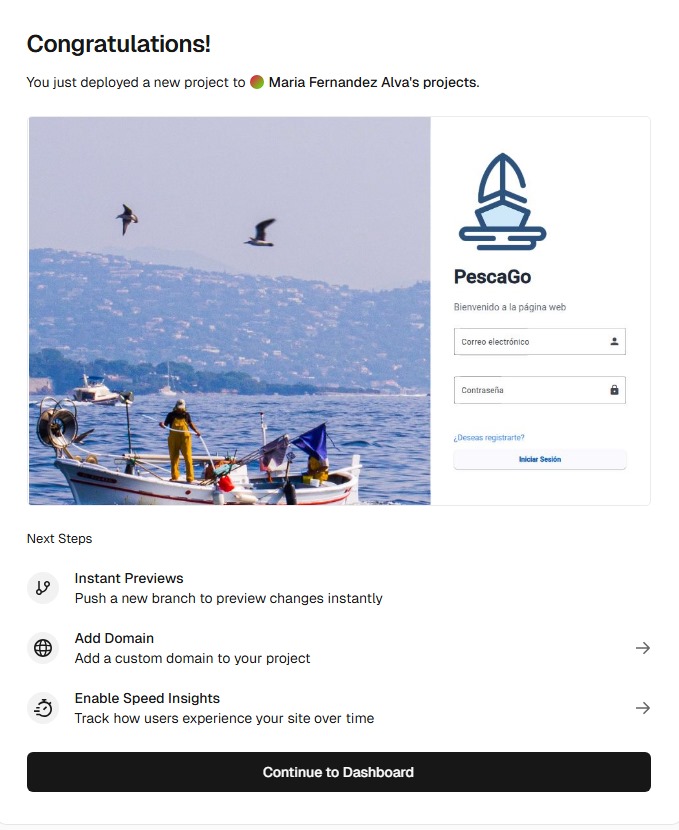 Congratulations!
You just deployed a new project to Maria Fernandez Alva's projects.
PescaGo
Bienvenido a la página web
Correo electrónico
Contraseña
¿Deseas registrarte?
Iniciar Sesión
Next Steps
Instant Previews
Push a new branch to preview changes instantly
Add Domain
Add a custom domain to your project
Enable Speed Insights
Track how users experience your site over time
Continue to Dashboard